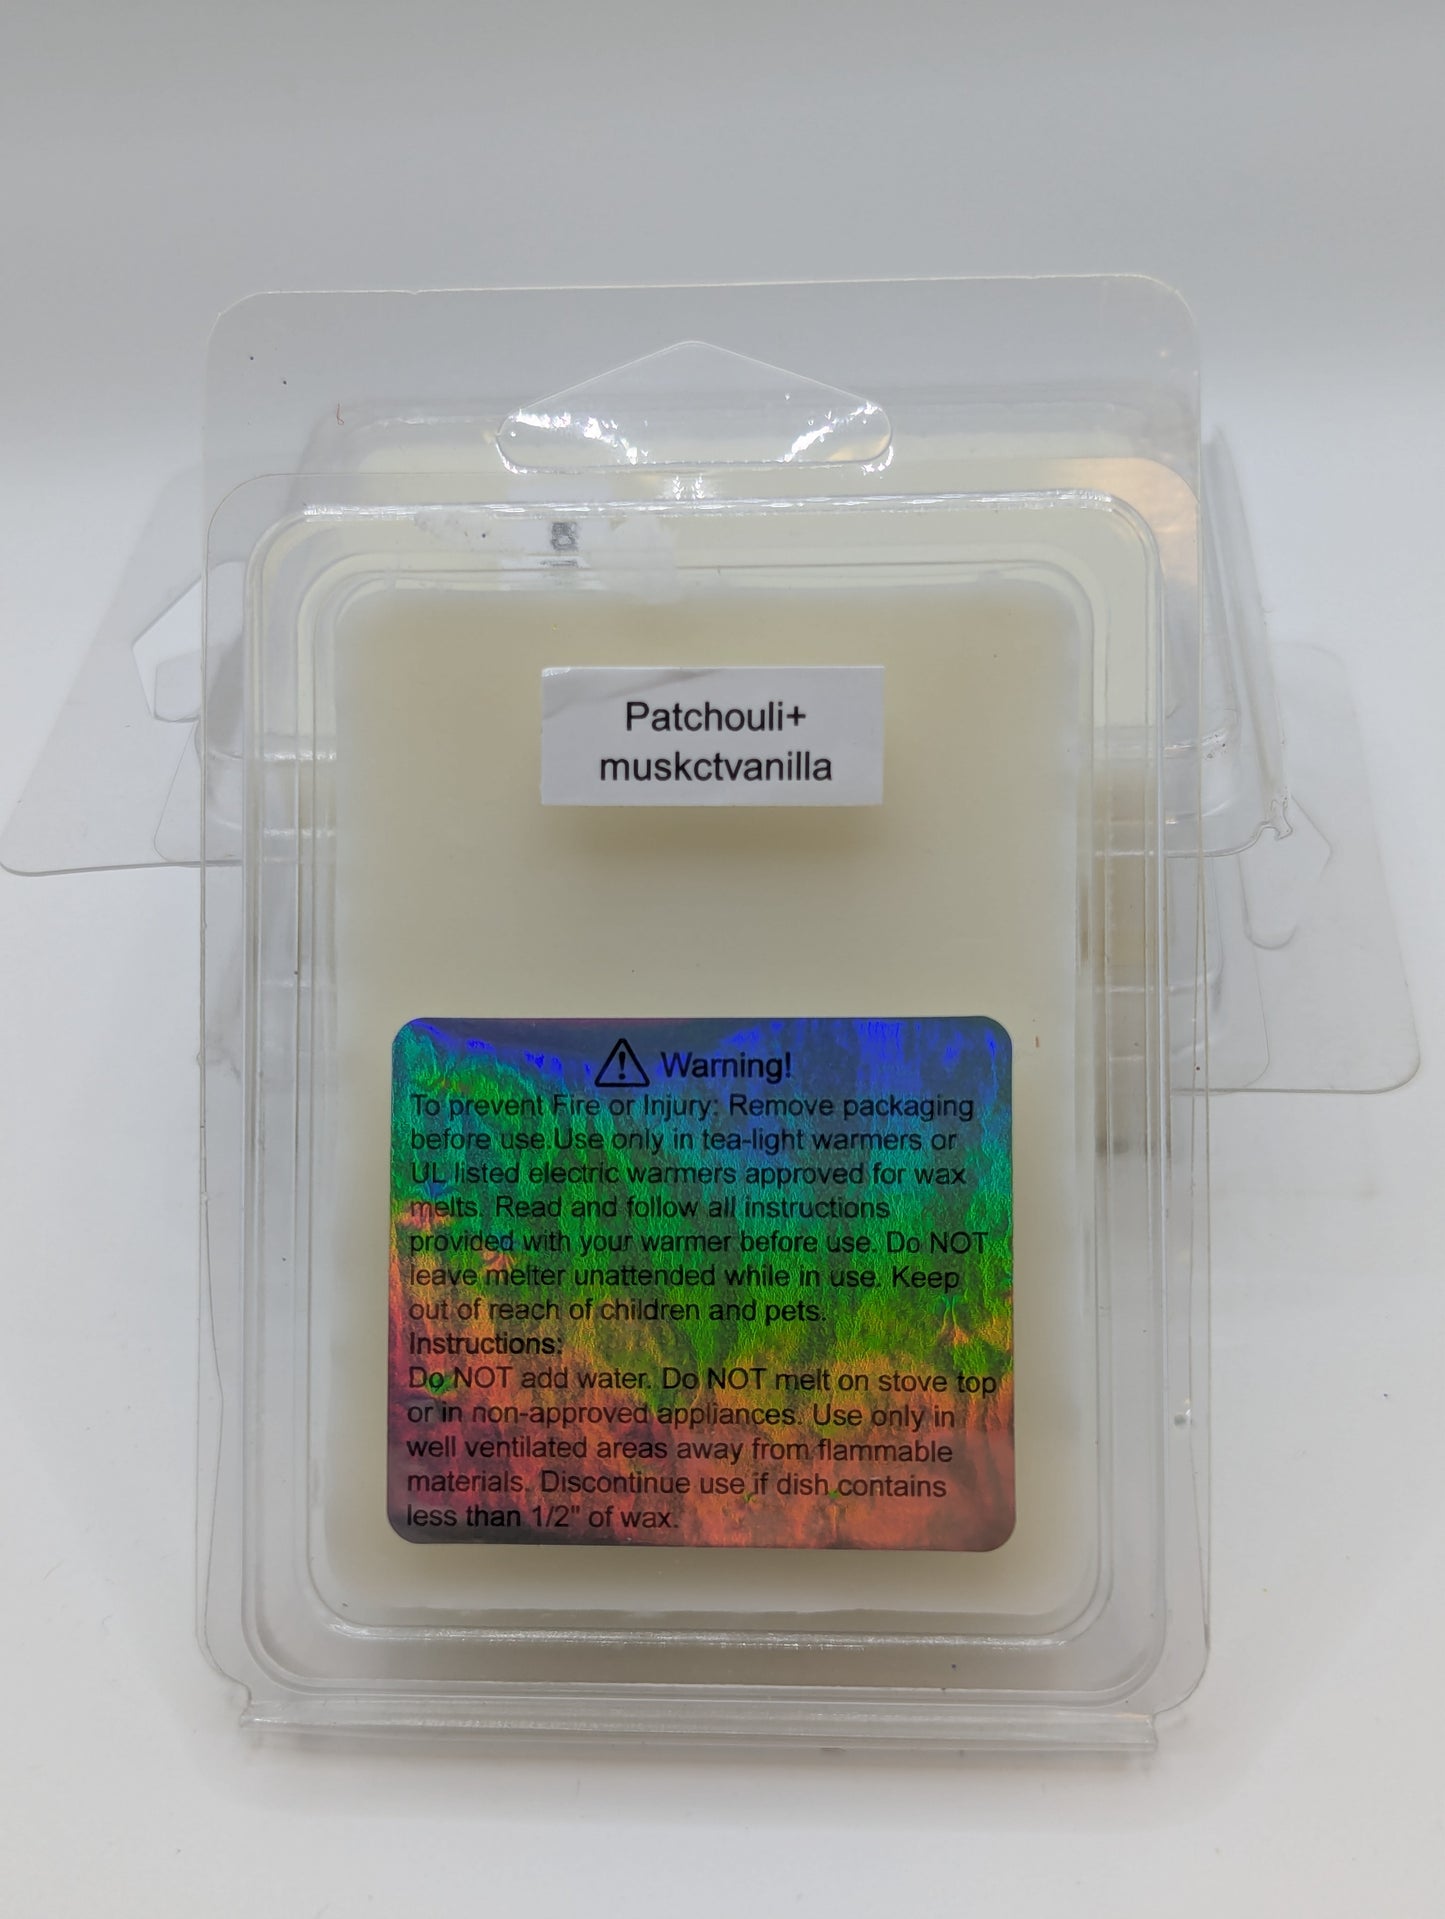 Patchouli+
muskctvanilla
Warning!
To prevent Fire or Injury: Remove packaging
before use.Use only in tea-light warmers or
UL listed electric warmers approved for wax
melts. Read and follow all instructions
provided with your warmer before use. Do NOT
leave melter unattended while in use. Keep
out of reach of children and pets.
Instructions:
Do NOT add water. Do NOT melt on stove top
or in non-approved appliances. Use only in
well ventilated areas away from flammable
materials. Discontinue use if dish contains
less than 1/2" of wax.